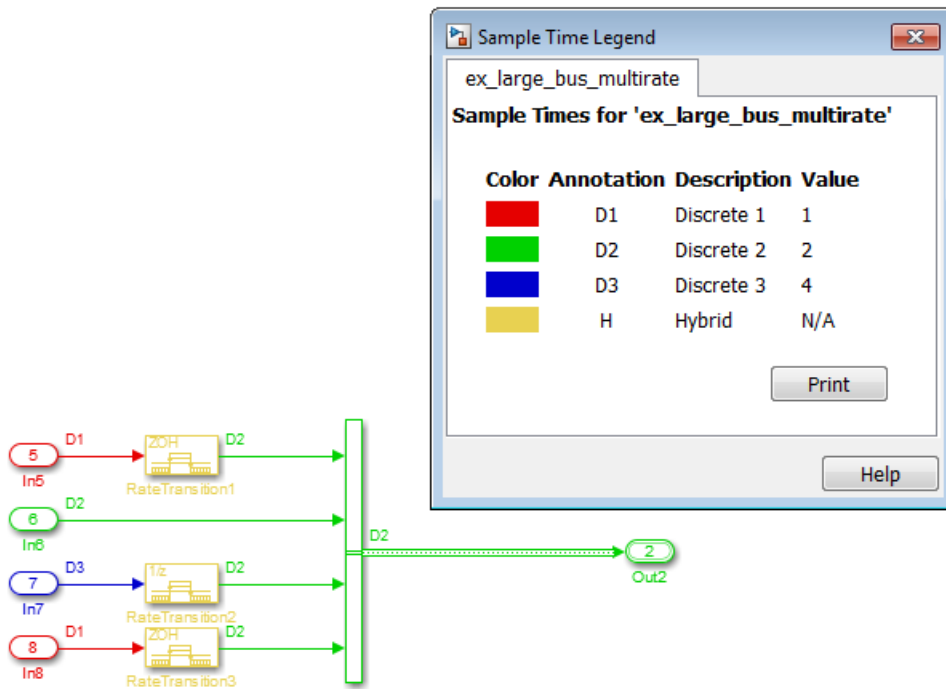 Sample Time Legend
ex_large_bus_multirate
Sample Times for 'ex_large_bus_multirate'
Color Annotation Description Value
D1 Discrete 1 1
D2 Discrete 2 2
D3 Discrete 3 4
H Hybrid N/A
Print
Help
5 D1 ZOH D2
In5 RateTransition1
6 D2
In6
D2
2
Out2
7 D3 1/z D2
In7 RateTransition2
8 D1 ZOH D2
In8 RateTransition3